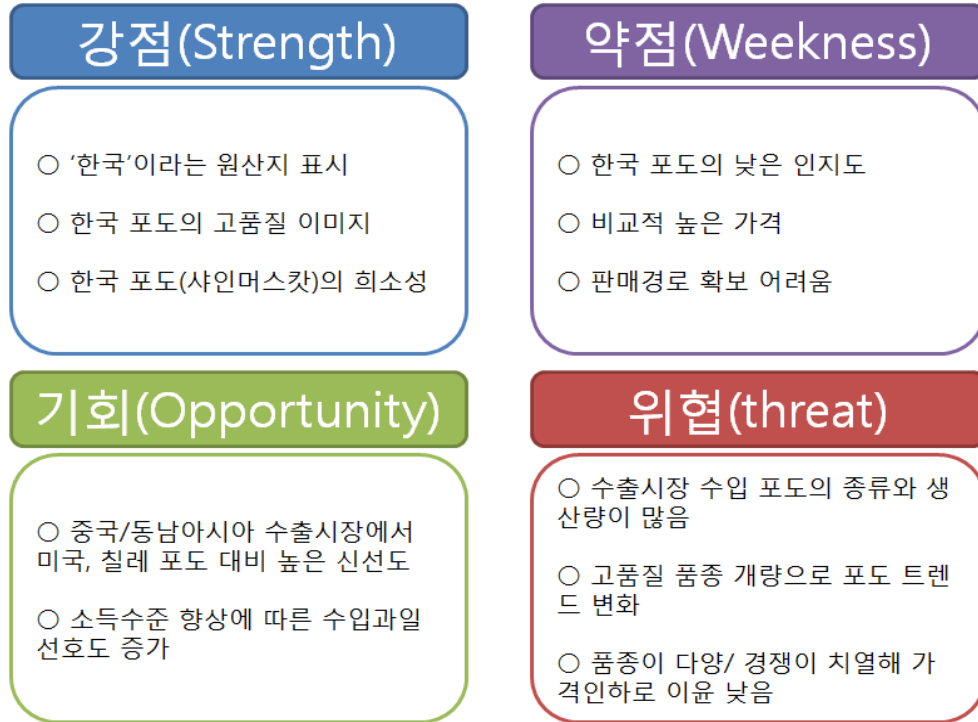 강점(Strength)
○ ‘한국’이라는 원산지 표시
○ 한국 포도의 고품질 이미지
○ 한국 포도(샤인머스캇)의 희소성
약점(Weekness)
○ 한국 포도의 낮은 인지도
○ 비교적 높은 가격
○ 판매경로 확보 어려움
기회(Opportunity)
○ 중국/동남아시아 수출시장에서
미국, 칠레 포도 대비 높은 신선도
○ 소득수준 향상에 따른 수입과일
선호도 증가
위협(threat)
○ 수출시장 수입 포도의 종류와 생
산량이 많음
○ 고품질 품종 개량으로 포도 트렌
드 변화
○ 품종이 다양/ 경쟁이 치열해 가
격인하로 이윤 낮음